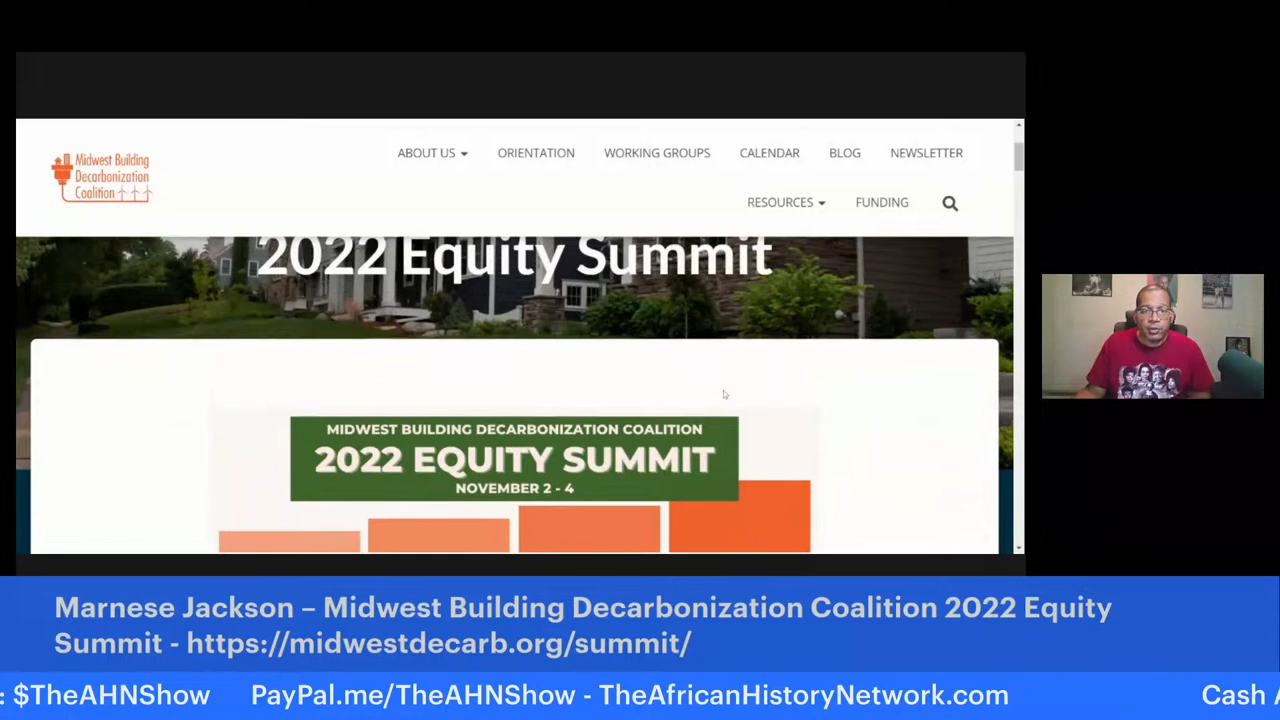 Midwest Building
Decarbonization
Coalition
ABOUT US
ORIENTATION
WORKING GROUPS
CALENDAR
BLOG
NEWSLETTER
RESOURCES
FUNDING
2022 Equity Summit
MIDWEST BUILDING DECARBONIZATION COALITION
2022 EQUITY SUMMIT
NOVEMBER 2 - 4
Marnese Jackson – Midwest Building Decarbonization Coalition 2022 Equity
Summit - https://midwestdecarb.org/summit/
: $TheAHNShow PayPal.me/TheAHNShow - TheAfricanHistoryNetwork.com Cash A